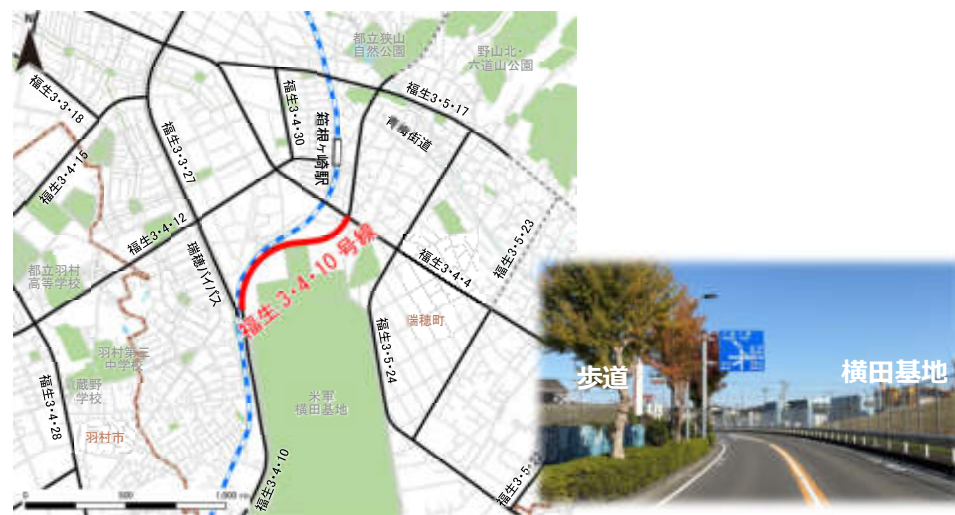 N
都立狭山
自然公園
野山北・
六道山公園
福生3・3・18
福生3・5・17
福生3・4・30
箱根ヶ崎駅
青梅街道
福生3・3・27
福生3・4・15
福生3・4・12
福生3・5・23
瑞穂バイパス
福生3・4・4
都立羽村
高等学校
福生3・4・10号線
瑞穂町
福生3・5・24
羽村第三
中学校
蔵野
学校
米軍
横田基地
福生3・4・28
羽村市
福生3・4・10
0
500
1,000
歩道
横田基地